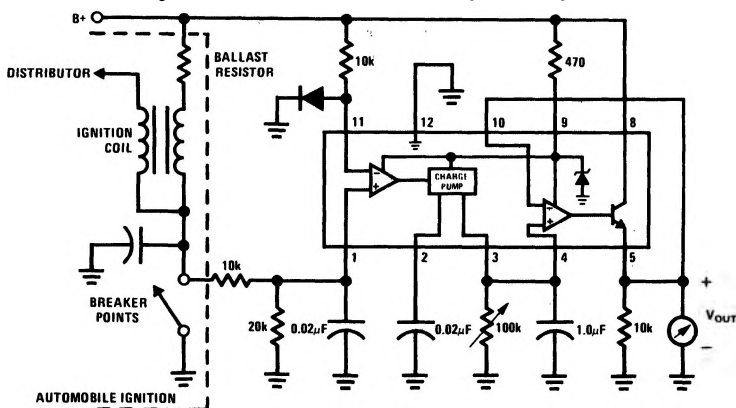 B+
DISTRIBUTOR
IGNITION
COIL
BALLAST
RESISTOR
10k
470
11
12
10
9
8
CHARGE
PUMP
1
2
3
4
5
10k
BREAKER
POINTS
20k
0.02μF
0.02μF
100k
1.0μF
10k
+
VOUT
−
AUTOMOBILE IGNITION